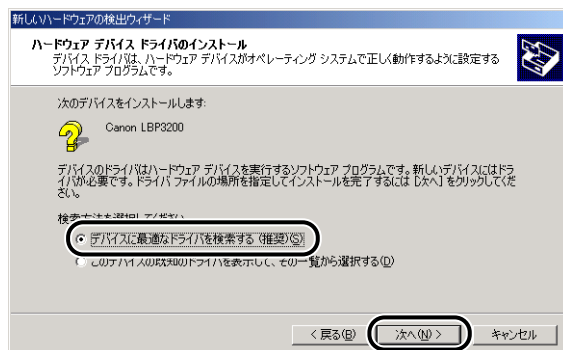 新しいハードウェアの検出ウィザード
ハードウェア デバイス ドライバのインストール
デバイス ドライバは、ハードウェア デバイスがオペレーティング システムで正しく動作するように設定する
ソフトウェア プログラムです。
次のデバイスをインストールします:
Canon LBP3200
デバイスのドライバはハードウェア デバイスを実行するソフトウェア プログラムです。新しいデバイスにはドラ
イバが必要です。ドライバ ファイルの場所を指定してインストールを完了するには [次へ] をクリックしてくだ
さい。
検索方法を選択してください。
デバイスに最適なドライバを検索する (推奨)(S)
このデバイスの既知のドライバを表示して、その一覧から選択する(D)
< 戻る(B) 次へ(N) > キャンセル